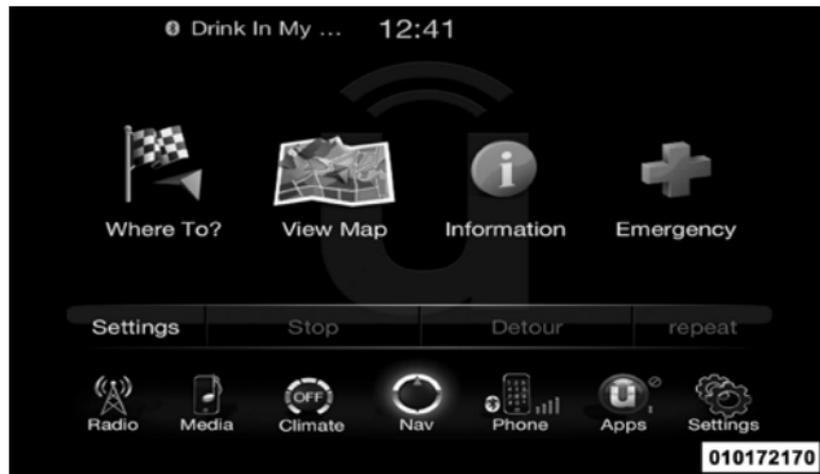 Drink In My ... 12:41
Where To? View Map Information Emergency
Settings Stop Detour repeat
OFF
Radio Media Climate Nav Phone Apps Settings
010172170